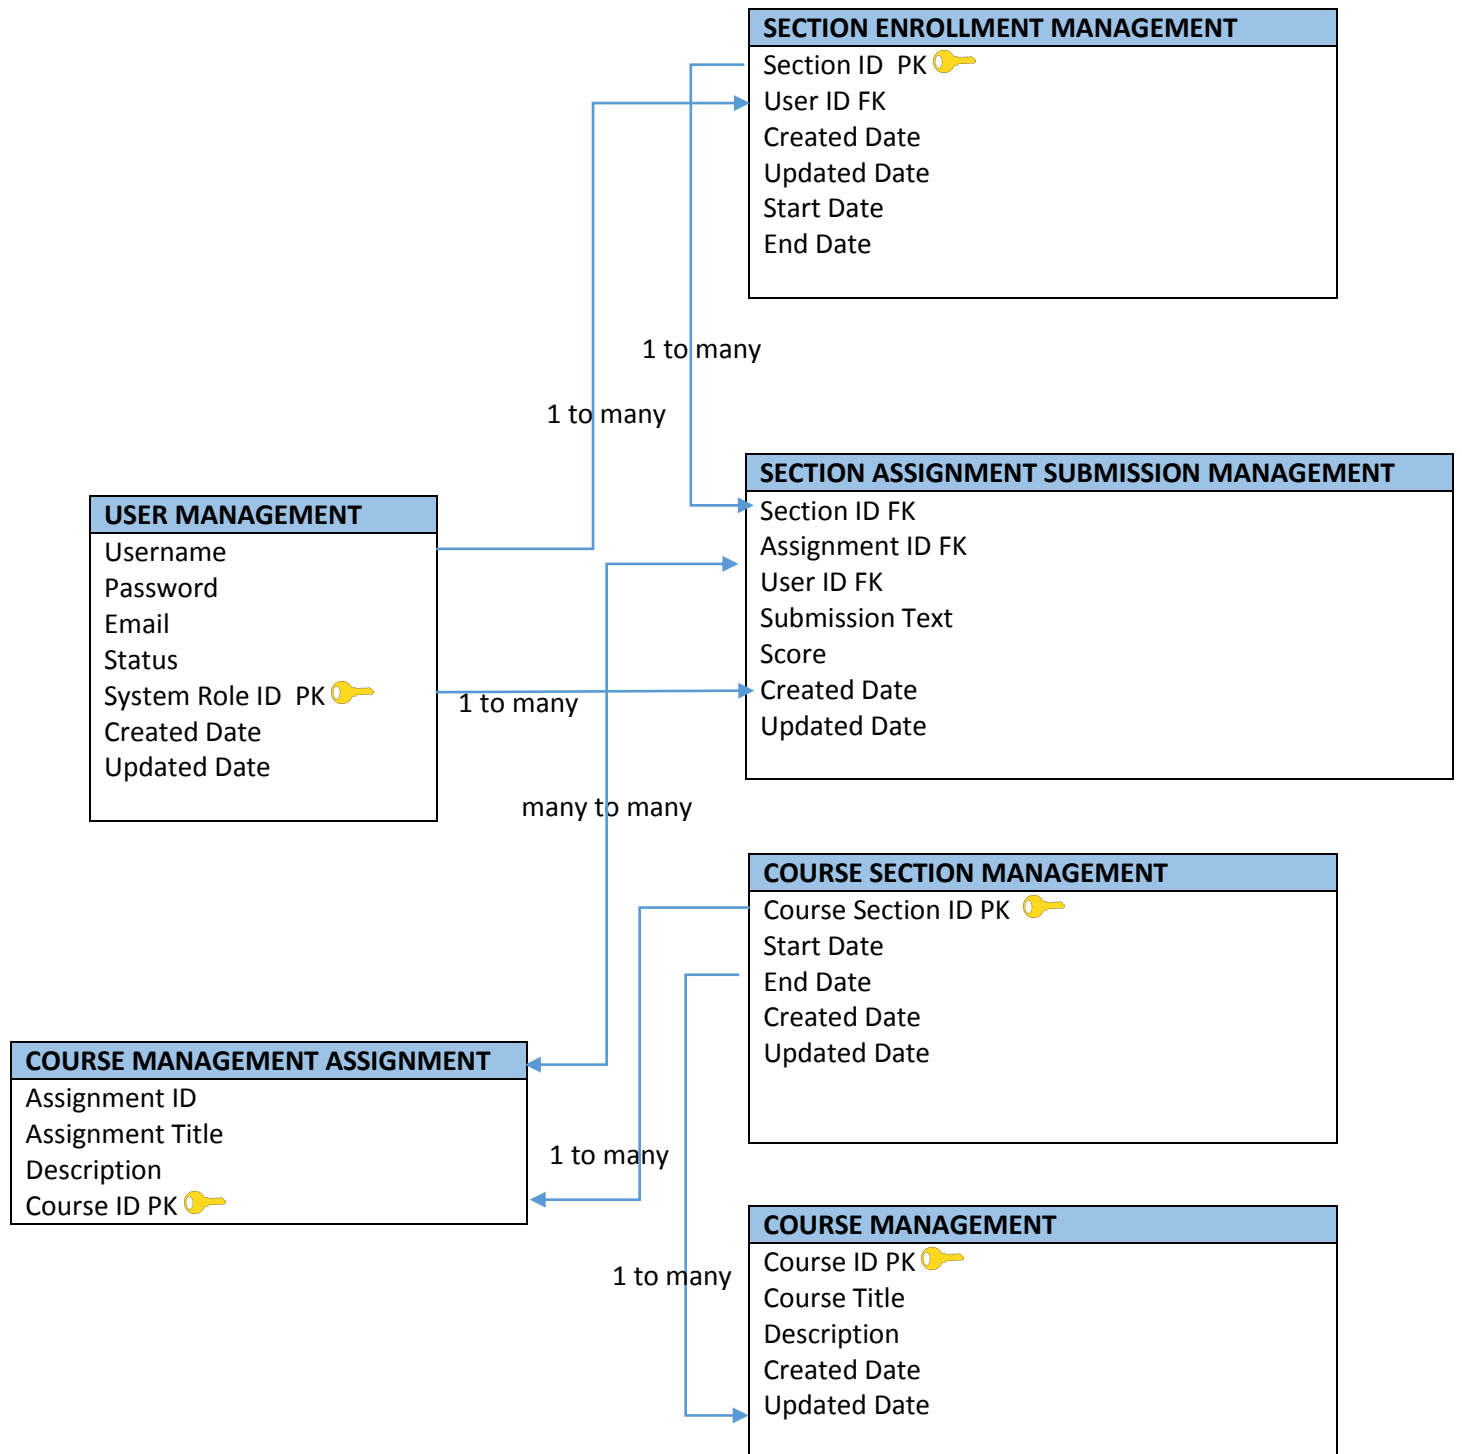 SECTION ENROLLMENT MANAGEMENT
Section ID PK
User ID FK
Created Date
Updated Date
Start Date
End Date
1 to many
1 to many
SECTION ASSIGNMENT SUBMISSION MANAGEMENT
Section ID FK
Assignment ID FK
User ID FK
Submission Text
Score
Created Date
Updated Date
USER MANAGEMENT
Username
Password
Email
Status
System Role ID PK
Created Date
Updated Date
1 to many
many to many
COURSE SECTION MANAGEMENT
Course Section ID PK
Start Date
End Date
Created Date
Updated Date
COURSE MANAGEMENT ASSIGNMENT
Assignment ID
Assignment Title
Description
Course ID PK
1 to many
1 to many
COURSE MANAGEMENT
Course ID PK
Course Title
Description
Created Date
Updated Date